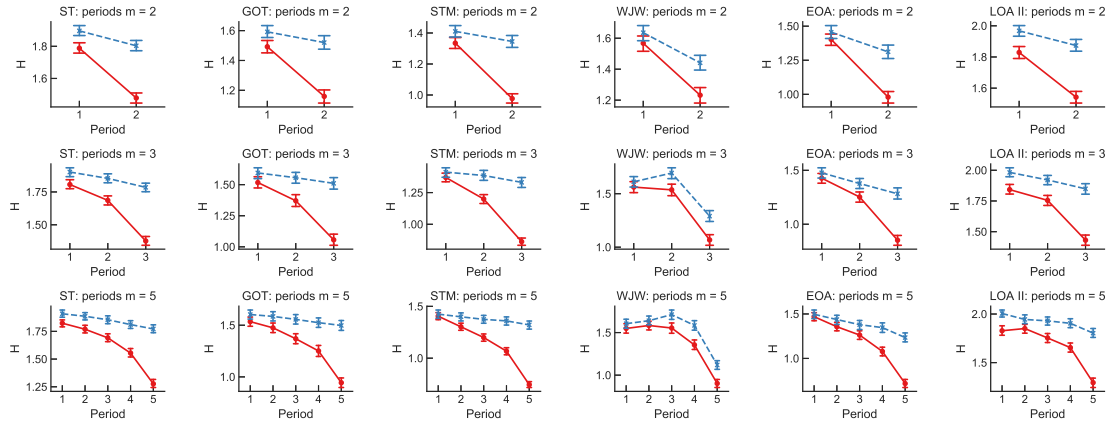 ST: periods m = 2
GOT: periods m = 2
STM: periods m = 2
WJW: periods m = 2
EOA: periods m = 2
LOA II: periods m = 2
H
1.8
1.6
1 2
Period
H
1.6
1.4
1.2
1 2
Period
H
1.4
1.2
1.0
1 2
Period
H
1.6
1.4
1.2
1 2
Period
H
1.50
1.25
1.00
1 2
Period
H
2.0
1.8
1.6
1 2
Period
ST: periods m = 3
GOT: periods m = 3
STM: periods m = 3
WJW: periods m = 3
EOA: periods m = 3
LOA II: periods m = 3
H
1.75
1.50
1 2 3
Period
H
1.50
1.25
1.00
1 2 3
Period
H
1.25
1.00
1 2 3
Period
H
1.5
1.0
1 2 3
Period
H
1.5
1.0
1 2 3
Period
H
2.00
1.75
1.50
1 2 3
Period
ST: periods m = 5
GOT: periods m = 5
STM: periods m = 5
WJW: periods m = 5
EOA: periods m = 5
LOA II: periods m = 5
H
1.75
1.50
1.25
1 2 3 4 5
Period
H
1.5
1.0
1 2 3 4 5
Period
H
1.5
1.0
1 2 3 4 5
Period
H
1.5
1.0
1 2 3 4 5
Period
H
1.5
1.0
1 2 3 4 5
Period
H
2.0
1.5
1 2 3 4 5
Period